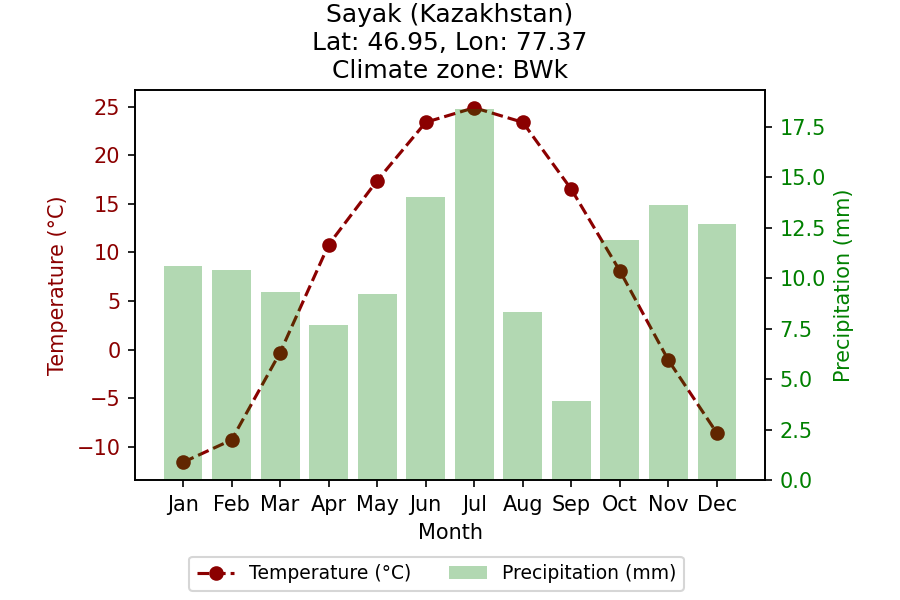 Sayak (Kazakhstan)
Lat: 46.95, Lon: 77.37
Climate zone: BWk
Temperature (°C)
25
20
15
10
5
0
−5
−10
17.5
15.0
12.5
10.0
7.5
5.0
2.5
0.0
Precipitation (mm)
Jan Feb Mar Apr May Jun Jul Aug Sep Oct Nov Dec
Month
Temperature (°C) Precipitation (mm)